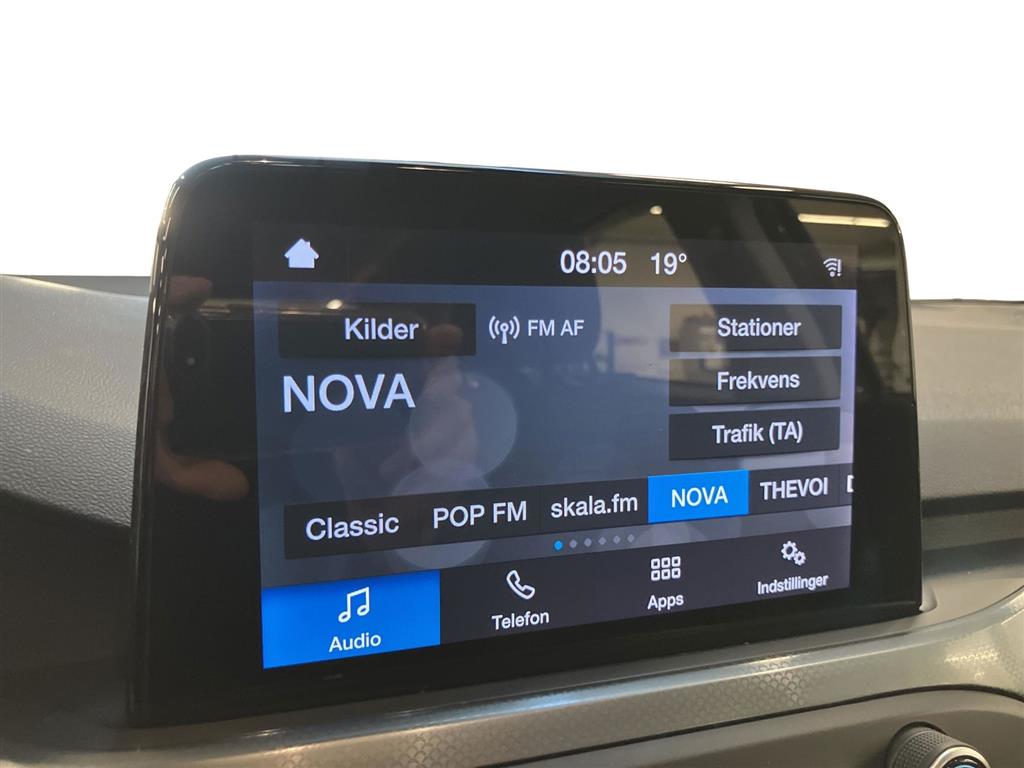 08:05 19°
Kilder
FM AF
Stationer
NOVA
Frekvens
Trafik (TA)
Classic POP FM skala.fm NOVA THEVOI
Audio Telefon Apps Indstillinger